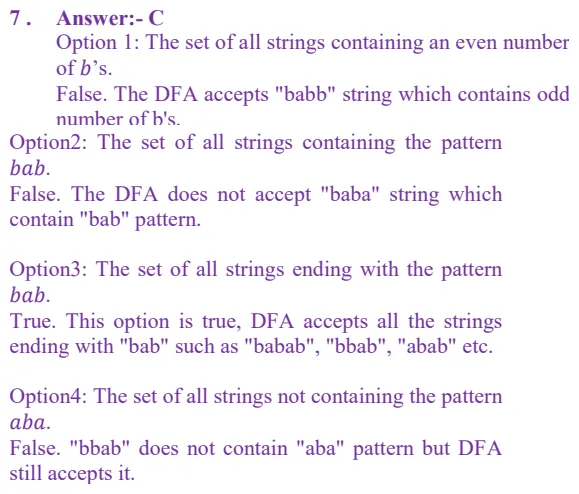 7 . Answer:- C
Option 1: The set of all strings containing an even number
of 𝑏’s.
False. The DFA accepts "babb" string which contains odd
number of b's.
Option2: The set of all strings containing the pattern
𝑏𝑎𝑏.
False. The DFA does not accept "baba" string which
contain "bab" pattern.
Option3: The set of all strings ending with the pattern
𝑏𝑎𝑏.
True. This option is true, DFA accepts all the strings
ending with "bab" such as "babab", "bbab", "abab" etc.
Option4: The set of all strings not containing the pattern
𝑎𝑏𝑎.
False. "bbab" does not contain "aba" pattern but DFA
still accepts it.